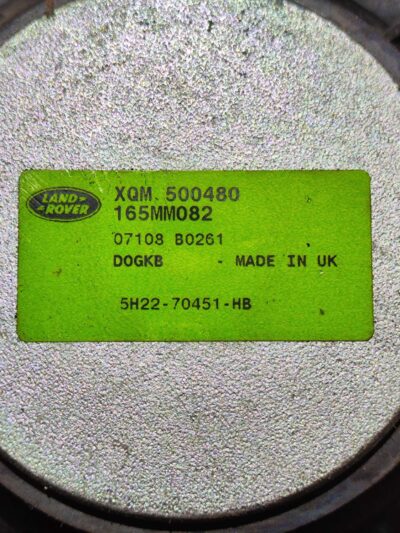 LAND-
-ROVER
XQM. 500480
165MM082
07108 B0261
DOGKB - MADE IN UK
5H22-70451-HB